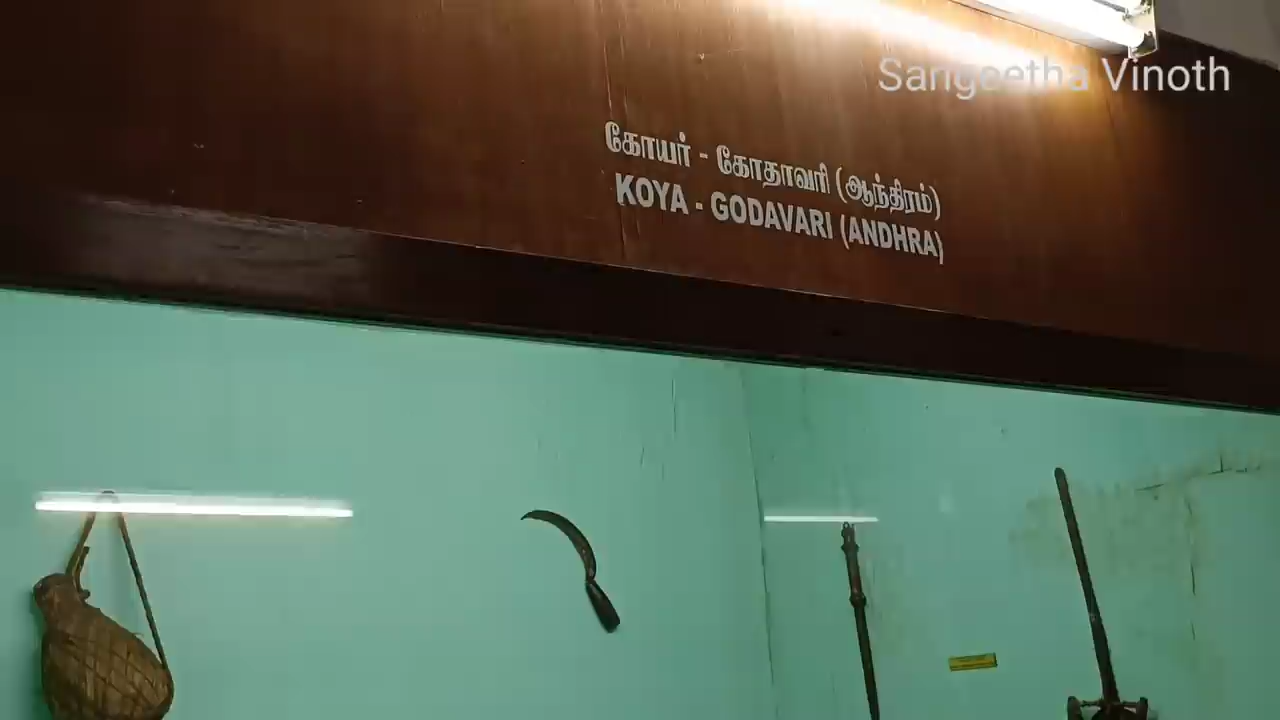 Sangeetha Vinoth
கோயர் - கோதாவரி (ஆந்திரம்)
KOYA - GODAVARI (ANDHRA)